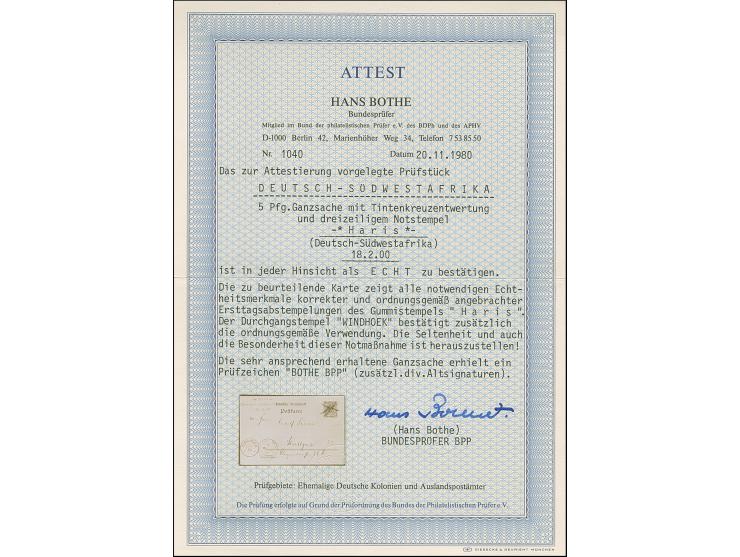 ATTEST
HANS BOTHE
Bundesprüfer
Mitglied im Bund der philatelistischen Prüfer e.V. des BDPh und des APHV
D-1000 Berlin 42, Marienhöher Weg 34, Telefon 7 53 85 50
Nr. 1040 Datum 20.11.1980
Das zur Attestierung vorgelegte Prüfstück
DEUTSCH-SÜDWESTAFRIKA
5 Pfg.Ganzsache mit Tintenkreuzentwertung
und dreizeiligem Notstempel
-* Haris *-
(Deutsch-Südwestafrika)
18.2.00
ist in jeder Hinsicht als ECHT zu bestätigen.
Die zu beurteilende Karte zeigt alle notwendigen Echt-
heitsmerkmale korrekter und ordnungsgemäß angebrachter
Ersttagsabstempelungen des Gummistempels " Haris ".
Der Durchgangstempel "WINDHOEK" bestätigt zusätzlich
die ordnungsgemäße Verwendung. Die Seltenheit und auch
die Besonderheit dieser Notmaßnahme ist herauszustellen!
Die sehr ansprechend erhaltene Ganzsache erhielt ein
Prüfzeichen "BOTHE BPP" (zusätzl.div.Altsignaturen).
Postkarte
Hans Bothe
(Hans Bothe)
BUNDESPRÜFER BPP
Prüfgebiete: Ehemalige Deutsche Kolonien und Auslandspostämter
Die Prüfung erfolgte auf Grund der Prüfordnung des Bundes der Philatelistischen Prüfer e.V.
GIESECKE & DEVRIENT MÜNCHEN